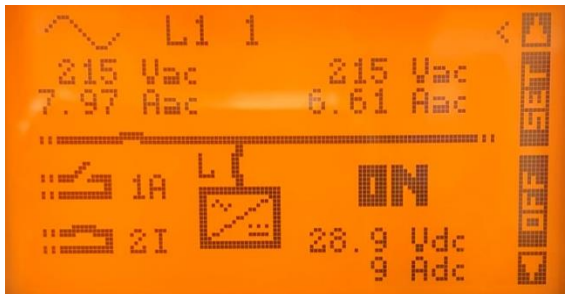 L1 1
215 Vac 215 Vac
7.97 Aac 6.61 Aac
L
1A
ON
2I
28.9 Vdc
9 Adc
SET
OFF